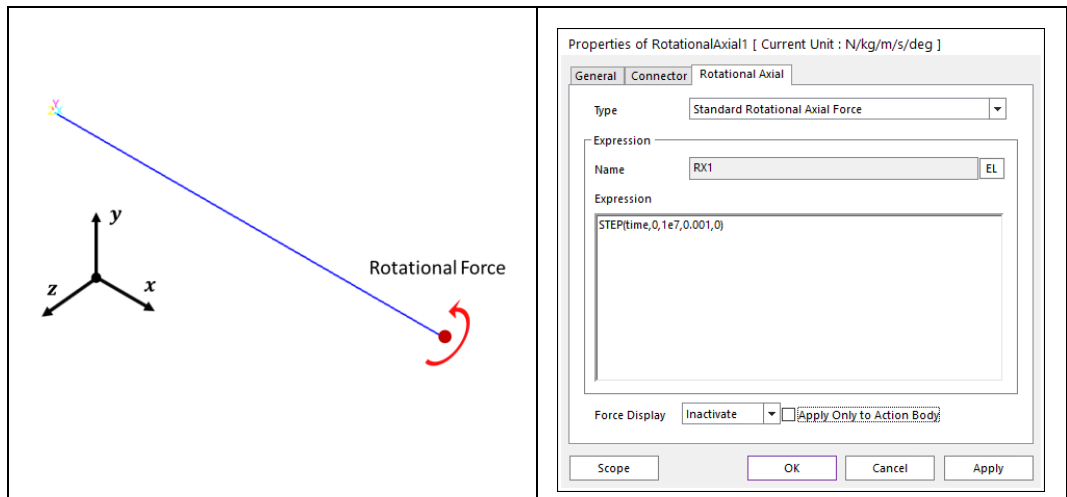 Y
X
y
z
x
Rotational Force
Properties of RotationalAxial1 [ Current Unit : N/kg/m/s/deg ]
General Connector Rotational Axial
Type Standard Rotational Axial Force
Expression
Name RX1 EL
Expression
STEP(time,0,1e7,0.001,0)
Force Display Inactivate Apply Only to Action Body
Scope OK Cancel Apply